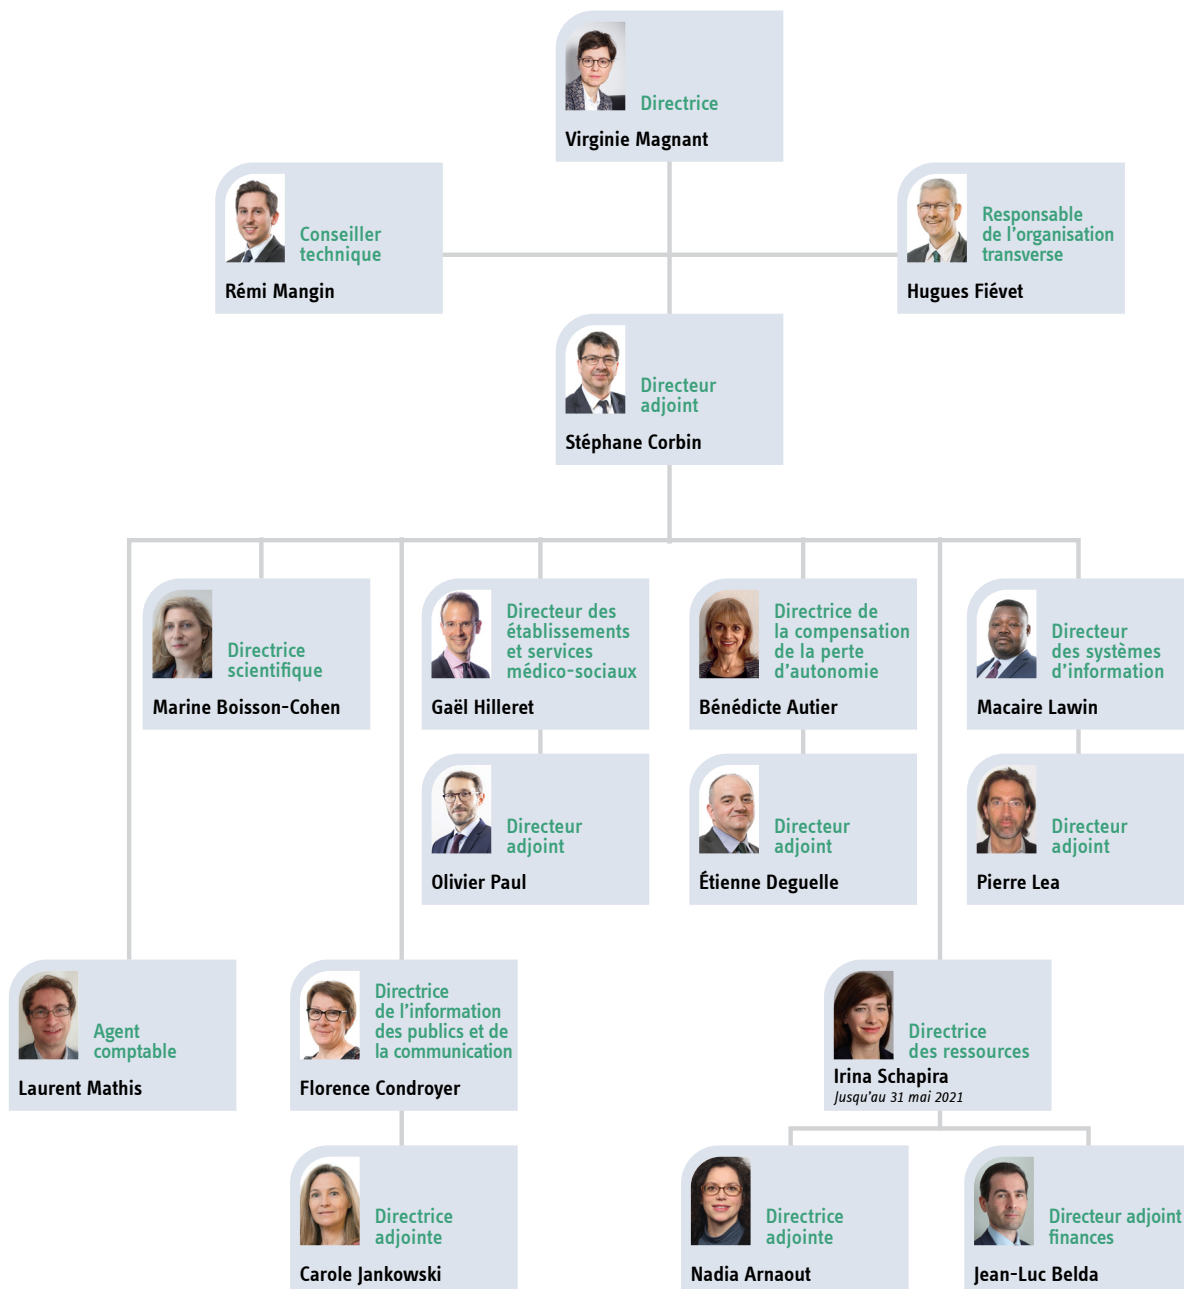 Directrice
Virginie Magnant
Conseiller
technique
Rémi Mangin
Responsable
de l'organisation
transverse
Hugues Fiévet
Directeur
adjoint
Stéphane Corbin
Directrice
scientifique
Marine Boisson-Cohen
Directeur des
établissements
et services
médico-sociaux
Gaël Hilleret
Directrice de
la compensation
de la perte
d'autonomie
Bénédicte Autier
Directeur
des systèmes
d'information
Macaire Lawin
Directeur
adjoint
Olivier Paul
Directeur
adjoint
Étienne Deguelle
Directeur
adjoint
Pierre Lea
Agent
comptable
Laurent Mathis
Directrice
de l'information
des publics et de
la communication
Florence Condroyer
Directrice
des ressources
Irina Schapira
Jusqu'au 31 mai 2021
Directrice
adjointe
Carole Jankowski
Directrice
adjointe
Nadia Arnaout
Directeur adjoint
finances
Jean-Luc Belda